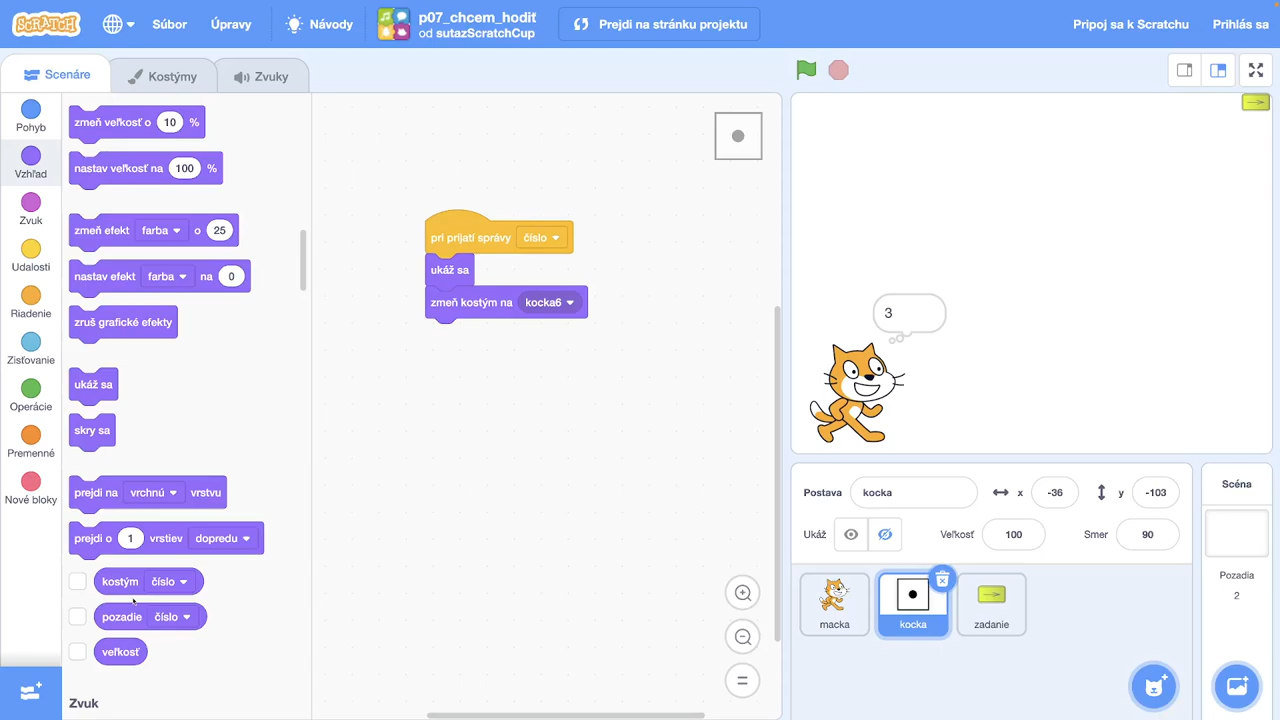 SCRATCH
Súbor
Úpravy
Návody
p07_chcem_hodiť
od sutazScratchCup
Prejdi na stránku projektu
Pripoj sa k Scratchu
Prihlás sa
Scenáre
Kostýmy
Zvuky
Pohyb
Vzhľad
Zvuk
Udalosti
Riadenie
Zisťovanie
Operácie
Premenné
Nové bloky
zmeň veľkosť o 10 %
nastav veľkosť na 100 %
zmeň efekt farba o 25
nastav efekt farba na 0
zruš grafické efekty
ukáž sa
skry sa
prejdi na vrchnú vrstvu
prejdi o 1 vrstiev dopredu
kostým číslo
pozadie číslo
veľkosť
Zvuk
pri prijatí správy číslo
ukáž sa
zmeň kostým na kocka6
3
Postava kocka x -36 y -103
Ukáž Veľkosť 100 Smer 90
macka
kocka
zadanie
Scéna
Pozadia
2